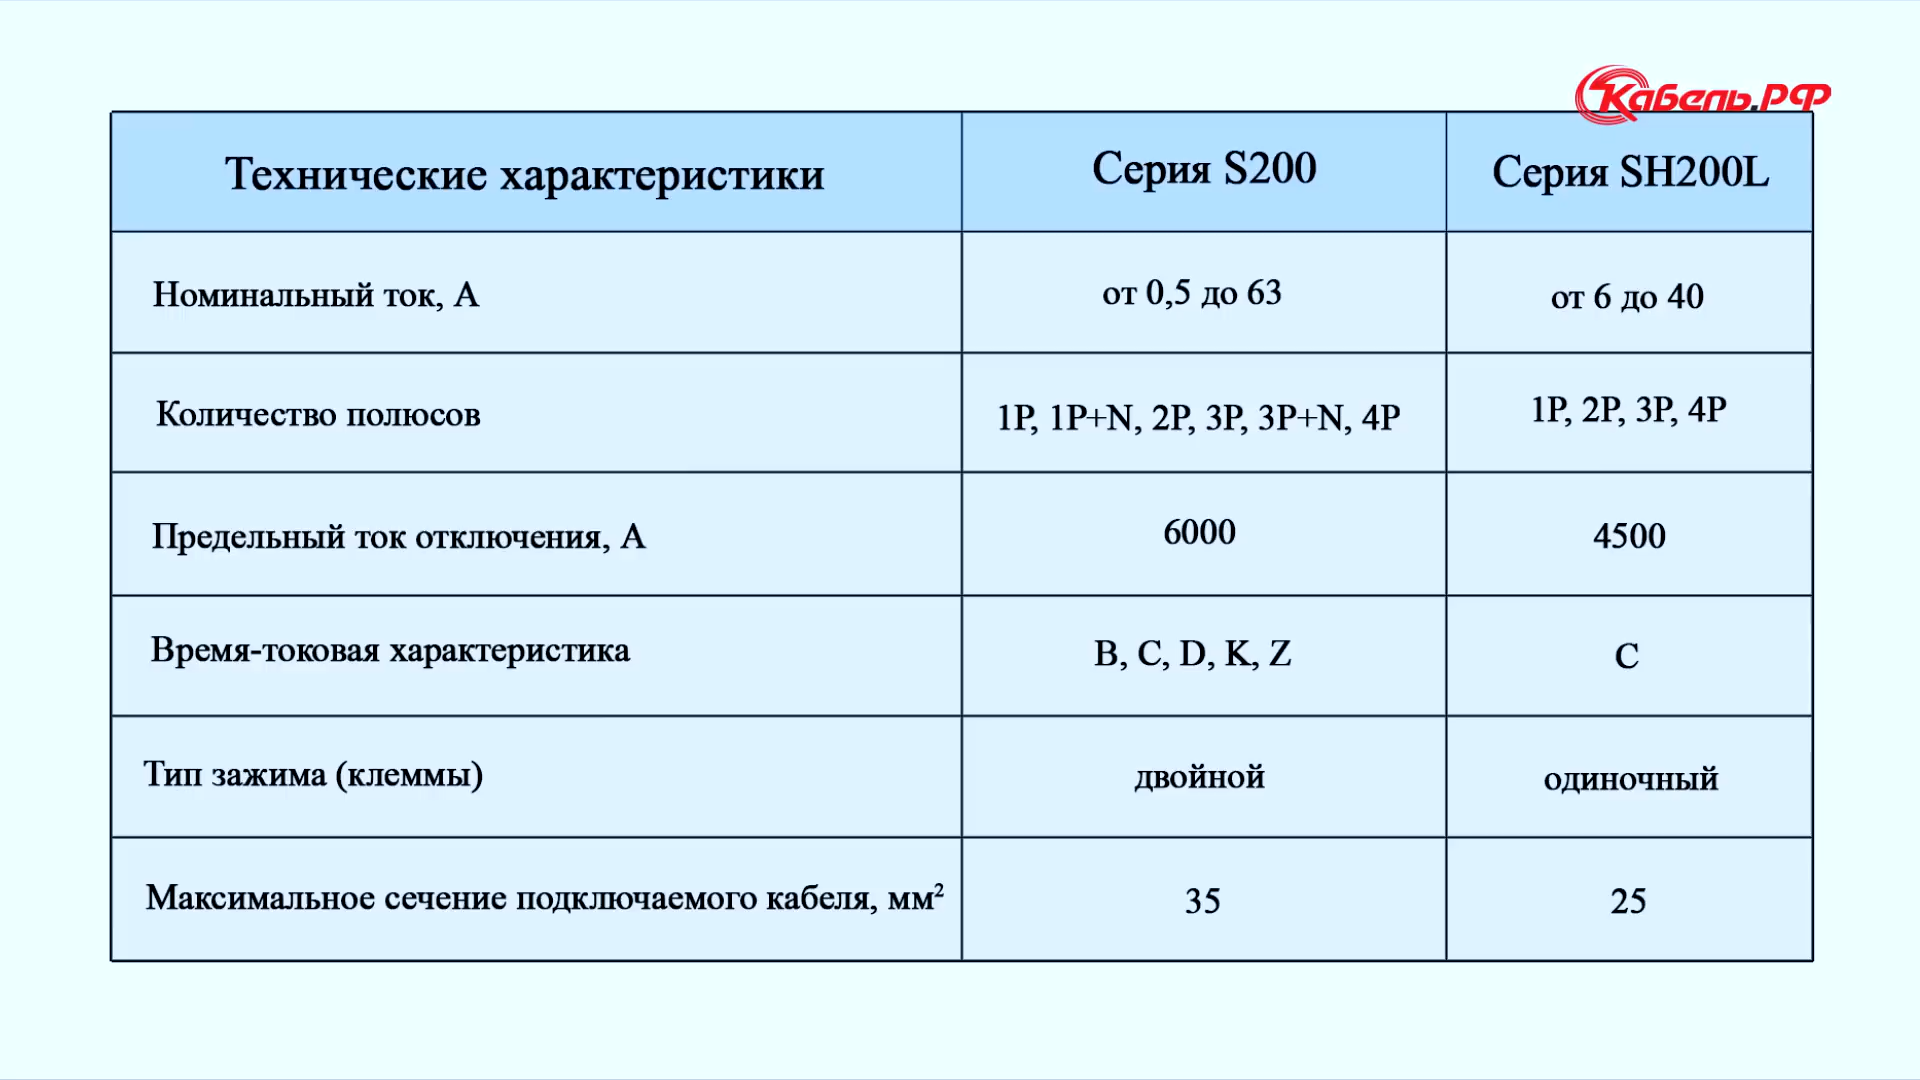 Кабель.РФ
Технические характеристики
Серия S200
Серия SH200L
Номинальный ток, А
от 0,5 до 63
от 6 до 40
Количество полюсов
1P, 1P+N, 2P, 3P, 3P+N, 4P
1P, 2P, 3P, 4P
Предельный ток отключения, А
6000
4500
Время-токовая характеристика
B, C, D, K, Z
C
Тип зажима (клеммы)
двойной
одиночный
Максимальное сечение подключаемого кабеля, мм²
35
25